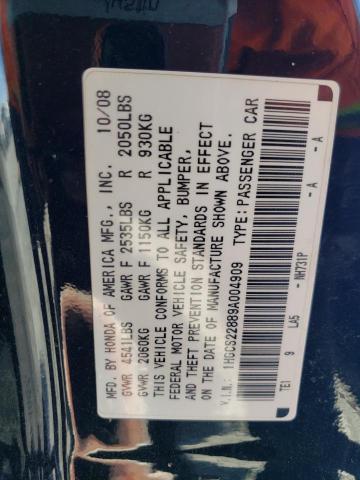 MFD. BY HONDA OF AMERICA MFG., INC. 10/08
GVWR 4541LBS GAWR F 2535LBS R 2050LBS
GVWR 2060KG GAWR F 1150KG R 930KG
THIS VEHICLE CONFORMS TO ALL APPLICABLE
FEDERAL MOTOR VEHICLE SAFETY, BUMPER,
AND THEFT PREVENTION STANDARDS IN EFFECT
ON THE DATE OF MANUFACTURE SHOWN ABOVE.
V.I.N.: 1HGCS22889A004909 TYPE: PASSENGER CAR
TE1 9 LA5 - NH731P - A - A